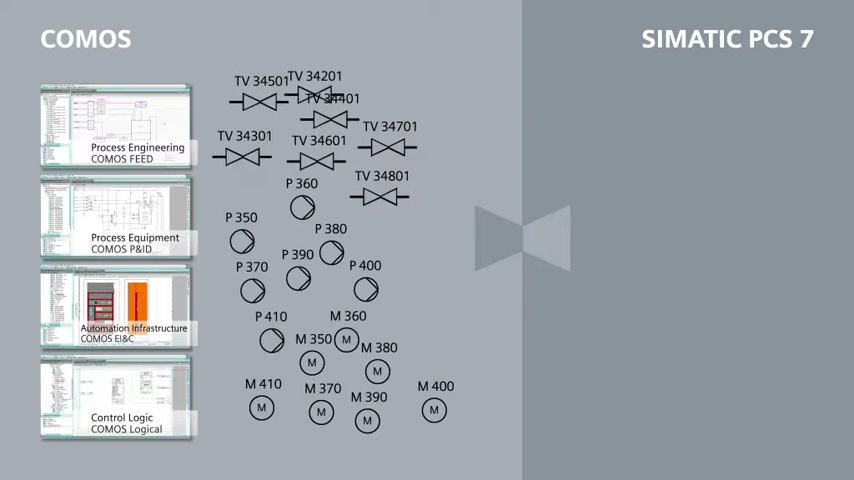 COMOS
SIMATIC PCS 7
Process Engineering
COMOS FEED
Process Equipment
COMOS P&ID
Automation Infrastructure
COMOS EI&C
Control Logic
COMOS Logical
TV 34201
TV 34501
TV 34401
TV 34701
TV 34301
TV 34601
TV 34801
P 360
P 350
P 380
P 390
P 370
P 400
P 410
M 360
M 350
M
M 380
M
M
M 410
M 370
M 390
M 400
M
M
M
M